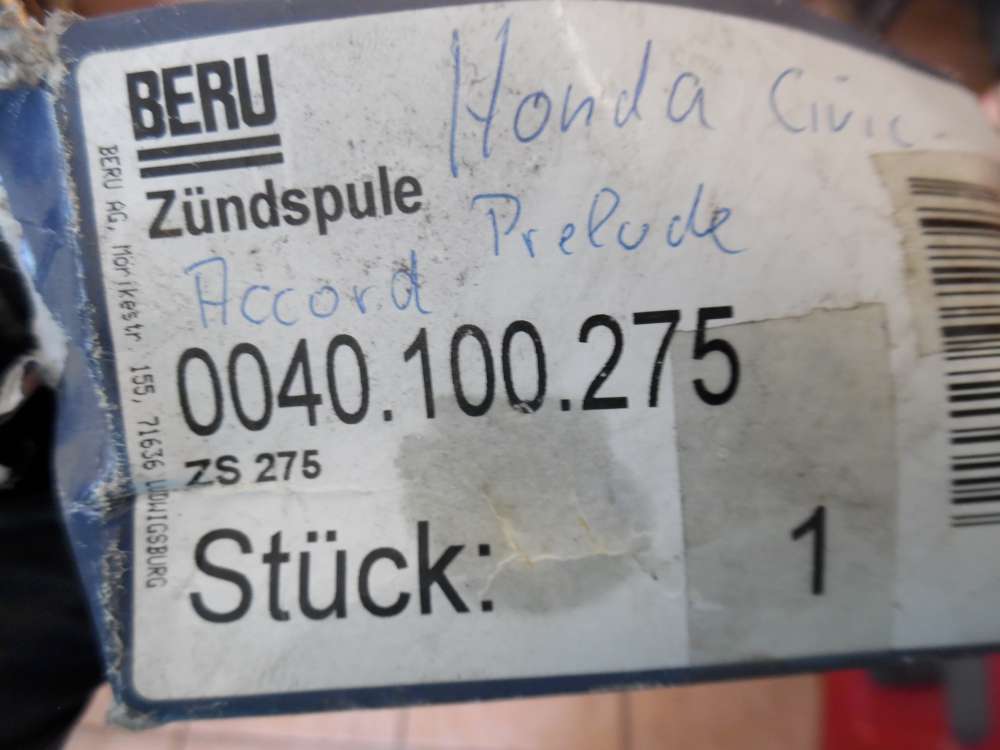 BERU
Honda Civic
Zündspule
Prelude
Accord
0040.100.275
ZS 275
Stück: 1
BERU AG, Mörikestr. 155, 71636 LUDWIGSBURG